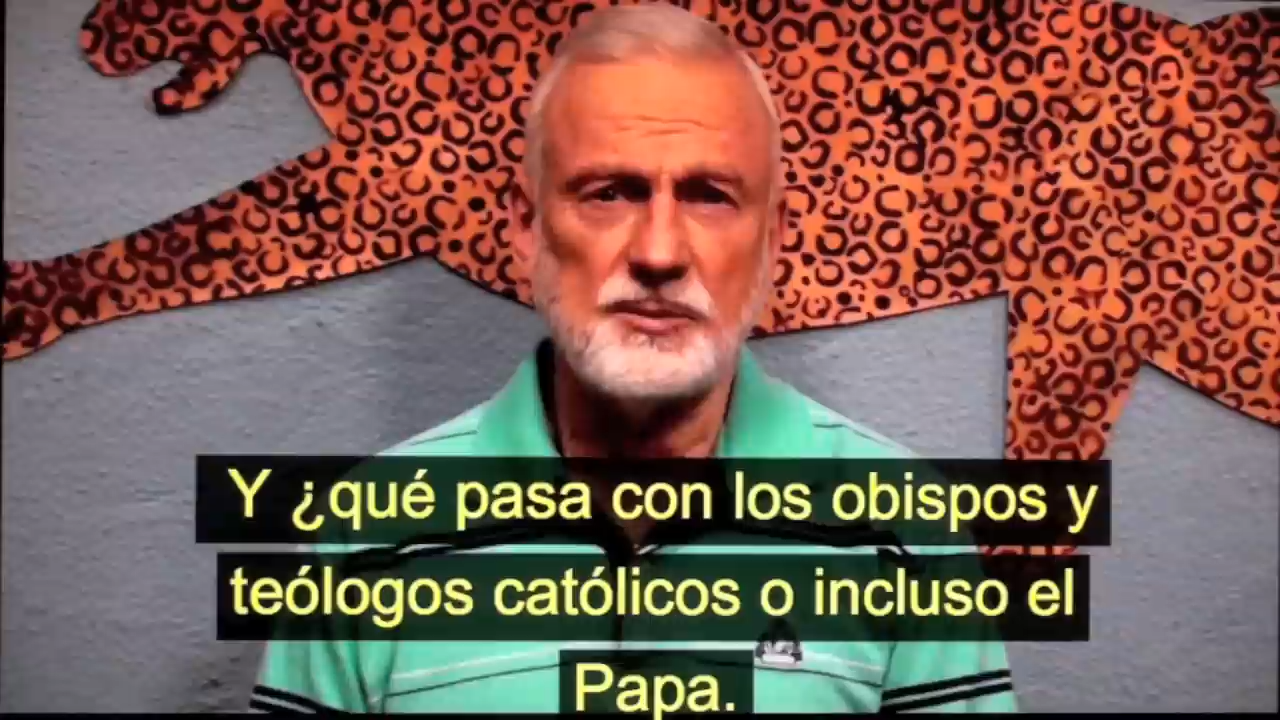 Y ¿qué pasa con los obispos y
teólogos católicos o incluso el
Papa.